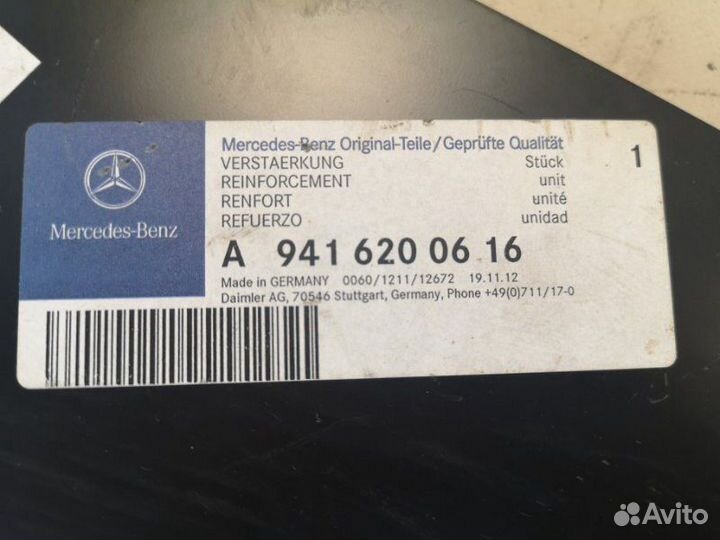 Mercedes-Benz Original-Teile/Geprüfte Qualität
VERSTAERKUNG Stück 1
REINFORCEMENT unit
RENFORT unité
REFUERZO unidad
Mercedes-Benz
A 941 620 06 16
Made in GERMANY 0060/1211/12672 19.11.12
Daimler AG, 70546 Stuttgart, Germany, Phone +49(0)711/17-0
Avito